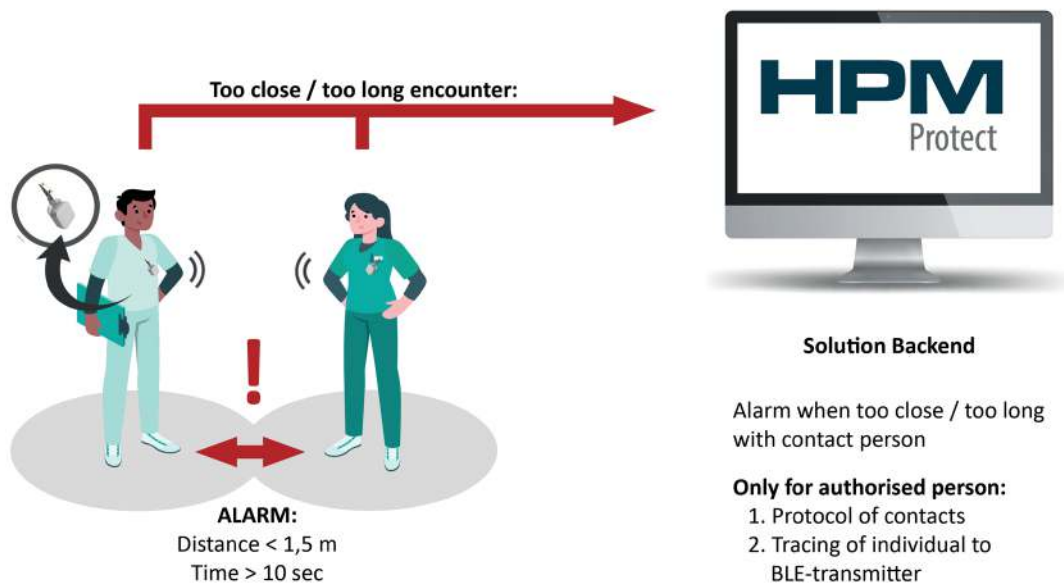 Too close / too long encounter:
HPM
Protect
ALARM:
Distance < 1,5 m
Time > 10 sec
Solution Backend
Alarm when too close / too long
with contact person
Only for authorised person:
1. Protocol of contacts
2. Tracing of individual to
BLE-transmitter